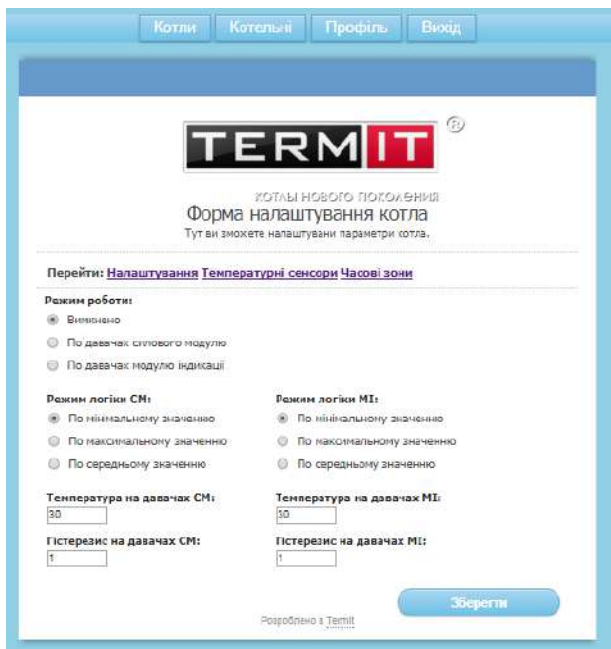 Котли Котельні Профіль Вихід
TERMIT ®
КОТЛЫ НОВОГО ПОКОЛЕНИЯ
Форма налаштування котла
Тут ви зможете налаштувани параметри котла.
Перейти: Налаштування Температурні сенсори Часові зони
Режим роботи:
Вимкнено
По давачах силового модулю
По давачах модулю індикації
Режим логіки СМ: Режим логіки МІ:
По мінімальному значенню По мінімальному значенню
По максимальному значенню По максимальному значенню
По середньому значенню По середньому значенню
Температура на давачах СМ: Температура на давачах МІ:
30 30
Гістерезис на давачах СМ: Гістерезис на давачах МІ:
1 1
Зберегти
Розроблено з Termit